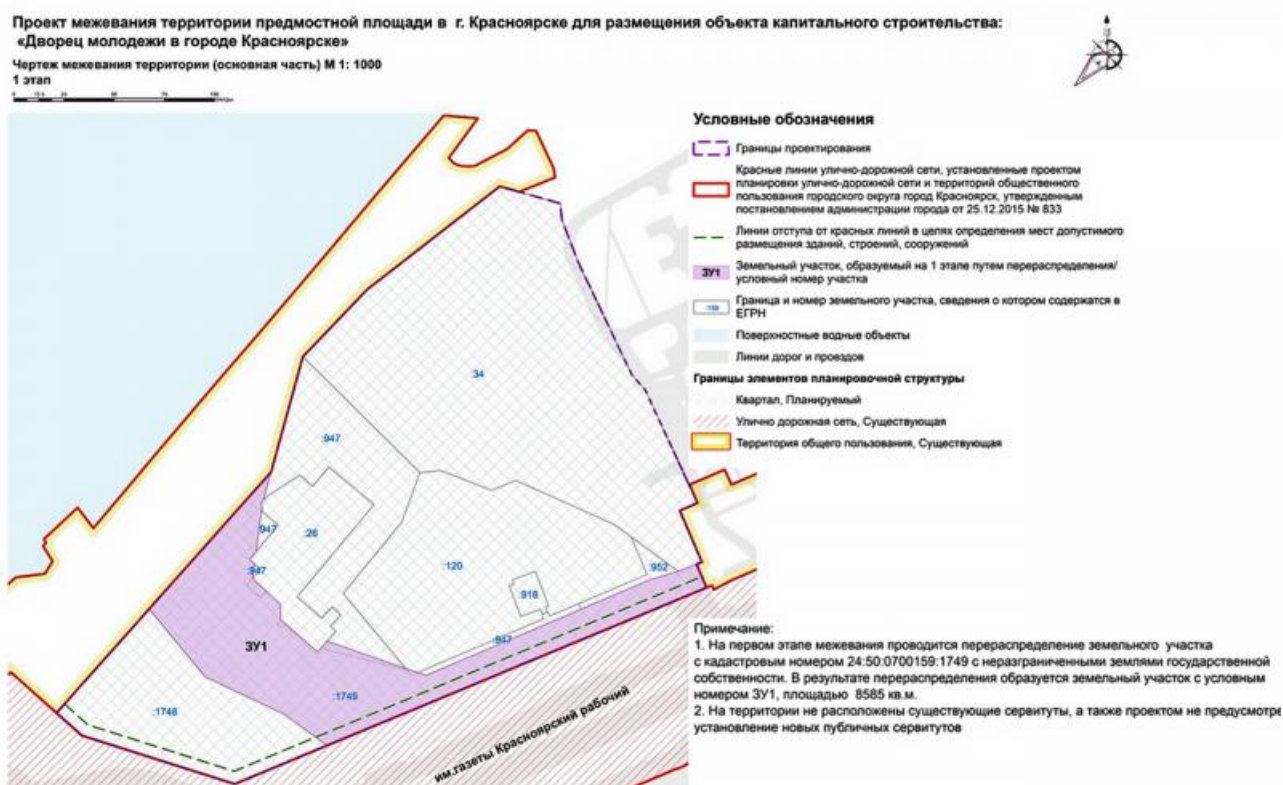 Проект межевания территории предмостной площади в г. Красноярске для размещения объекта капитального строительства:
«Дворец молодежи в городе Красноярске»
Чертеж межевания территории (основная часть) М 1: 1000
1 этап
Условные обозначения
Границы проектирования
Красные линии улично-дорожной сети, установленные проектом
планировки улично-дорожной сети и территорий общественного
пользования городского округа город Красноярск, утвержденным
постановлением администрации города от 25.12.2015 № 833
Линии отступа от красных линий в целях определения мест допустимого
размещения зданий, строений, сооружений
ЗУ1 Земельный участок, образуемый на 1 этапе путем перераспределения/
условный номер участка
Граница и номер земельного участка, сведения о котором содержатся в
ЕГРН
Поверхностные водные объекты
Линии дорог и проездов
Границы элементов планировочной структуры
Квартал, Планируемый
Улично дорожная сеть, Существующая
Территория общего пользования, Существующая
:34
:947
:947
:26
:947
:120
:952
:916
:947
ЗУ1
:1749
:1748
им.газеты Красноярский рабочий
Примечание:
1. На первом этапе межевания проводится перераспределение земельного участка
с кадастровым номером 24:50:0700159:1749 с неразграниченными землями государственной
собственности. В результате перераспределения образуется земельный участок с условным
номером ЗУ1, площадью 8585 кв.м.
2. На территории не расположены существующие сервитуты, а также проектом не предусмотре
установление новых публичных сервитутов